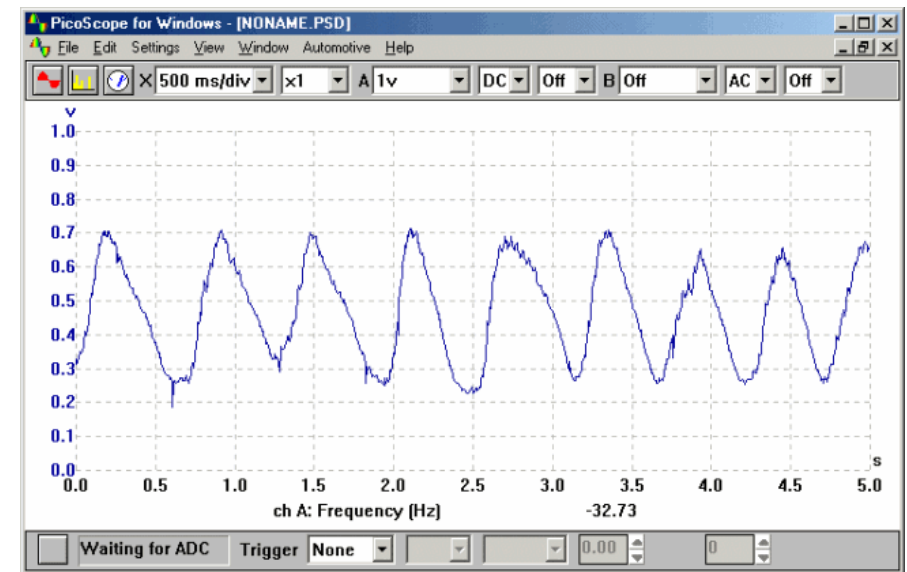 PicoScope for Windows - [NONAME.PSD]
File Edit Settings View Window Automotive Help
X 500 ms/div x1 A 1v DC Off B Off AC Off
V
1.0
0.9
0.8
0.7
0.6
0.5
0.4
0.3
0.2
0.1
0.0
s
0.0 0.5 1.0 1.5 2.0 2.5 3.0 3.5 4.0 4.5 5.0
ch A: Frequency (Hz) -32.73
Waiting for ADC Trigger None 0.00 0